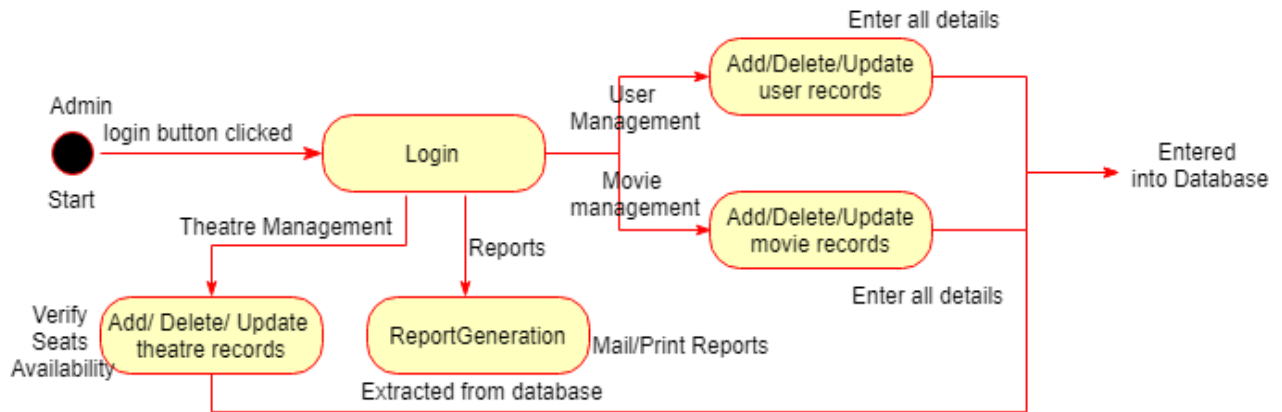 Enter all details
Add/Delete/Update
user records
Admin
login button clicked
User
Management
Login
Entered
into Database
Start
Movie
management
Theatre Management
Add/Delete/Update
movie records
Reports
Enter all details
Verify
Seats
Availability
Add/ Delete/ Update
theatre records
ReportGeneration
Mail/Print Reports
Extracted from database